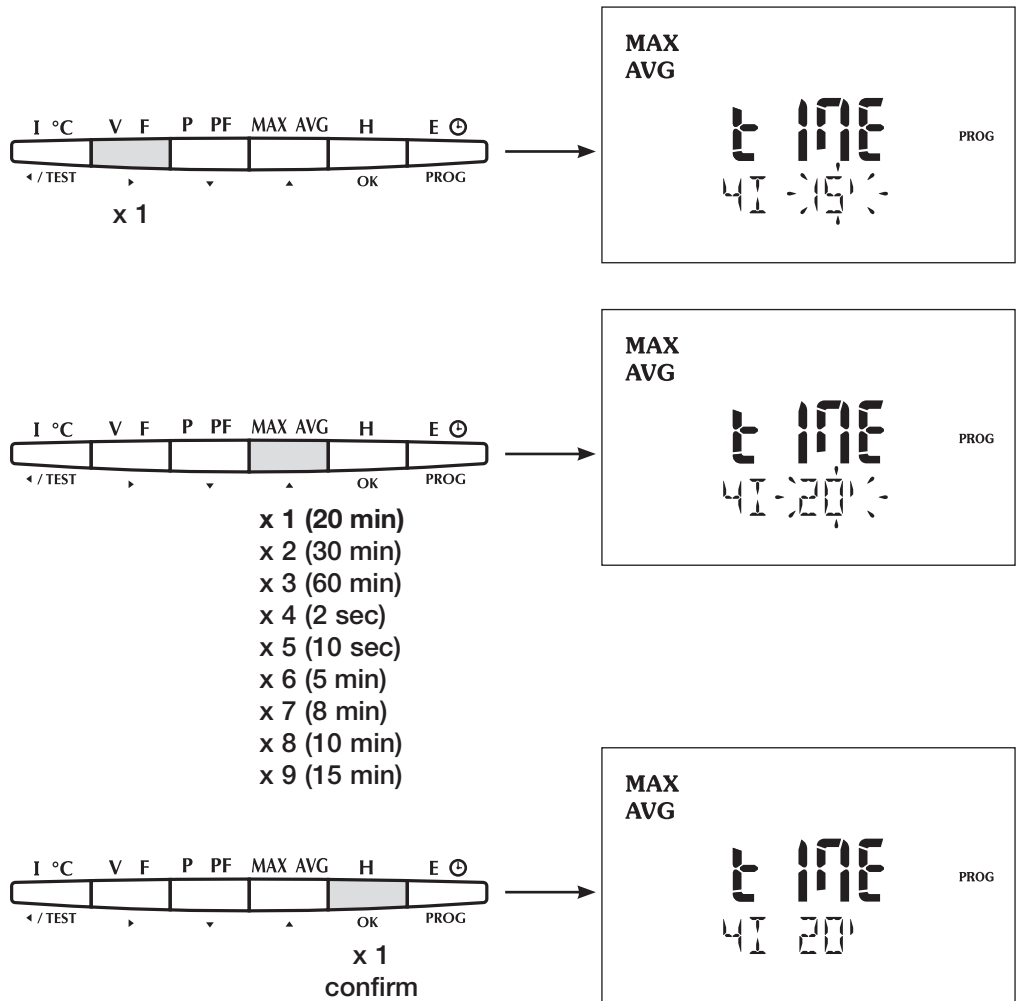 MAX
AVG
t IME
PROG
4I 15'
I °C V F P PF MAX AVG H E
◂ / TEST ▸ ▾ ▴ OK PROG
x 1
MAX
AVG
t IME
PROG
4I 20'
I °C V F P PF MAX AVG H E
◂ / TEST ▸ ▾ ▴ OK PROG
x 1 (20 min)
x 2 (30 min)
x 3 (60 min)
x 4 (2 sec)
x 5 (10 sec)
x 6 (5 min)
x 7 (8 min)
x 8 (10 min)
x 9 (15 min)
MAX
AVG
t IME
PROG
4I 20'
I °C V F P PF MAX AVG H E
◂ / TEST ▸ ▾ ▴ OK PROG
x 1
confirm